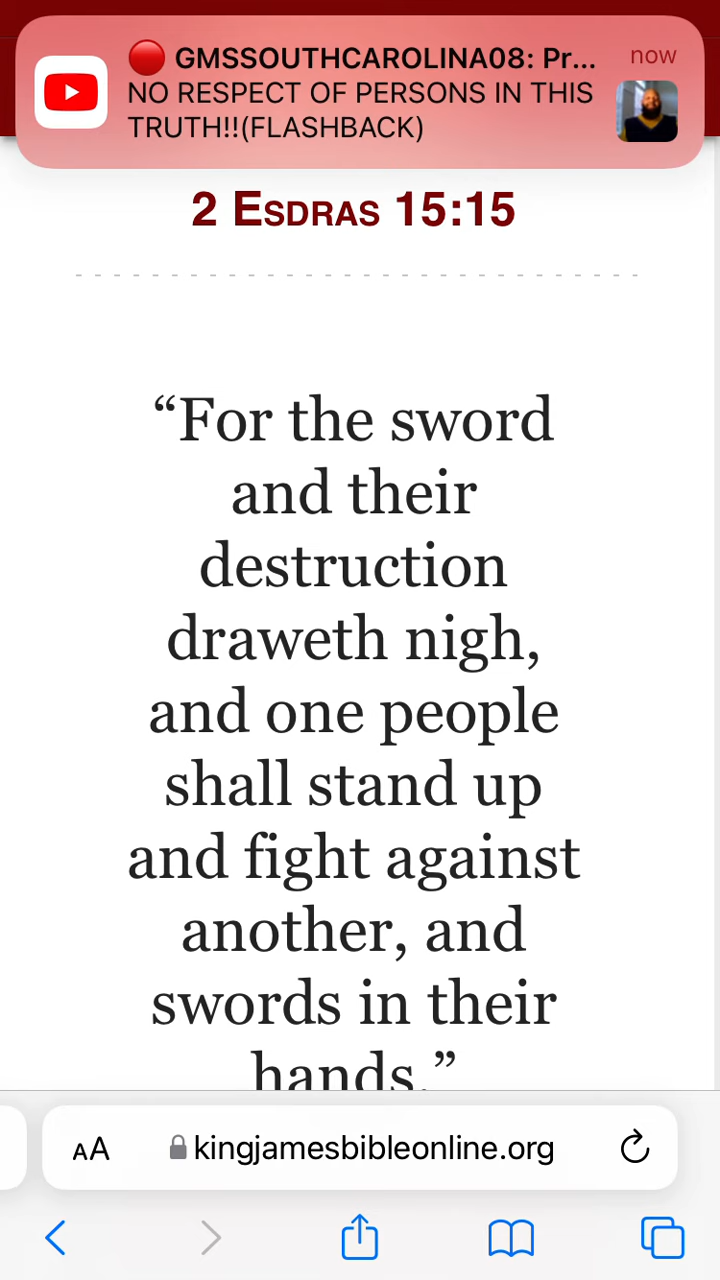 🔴 GMSSOUTHCAROLINA08: Pr... now
NO RESPECT OF PERSONS IN THIS
TRUTH!!(FLASHBACK)
2 Esdras 15:15
“For the sword
and their
destruction
draweth nigh,
and one people
shall stand up
and fight against
another, and
swords in their
hands.”
AA kingjamesbibleonline.org